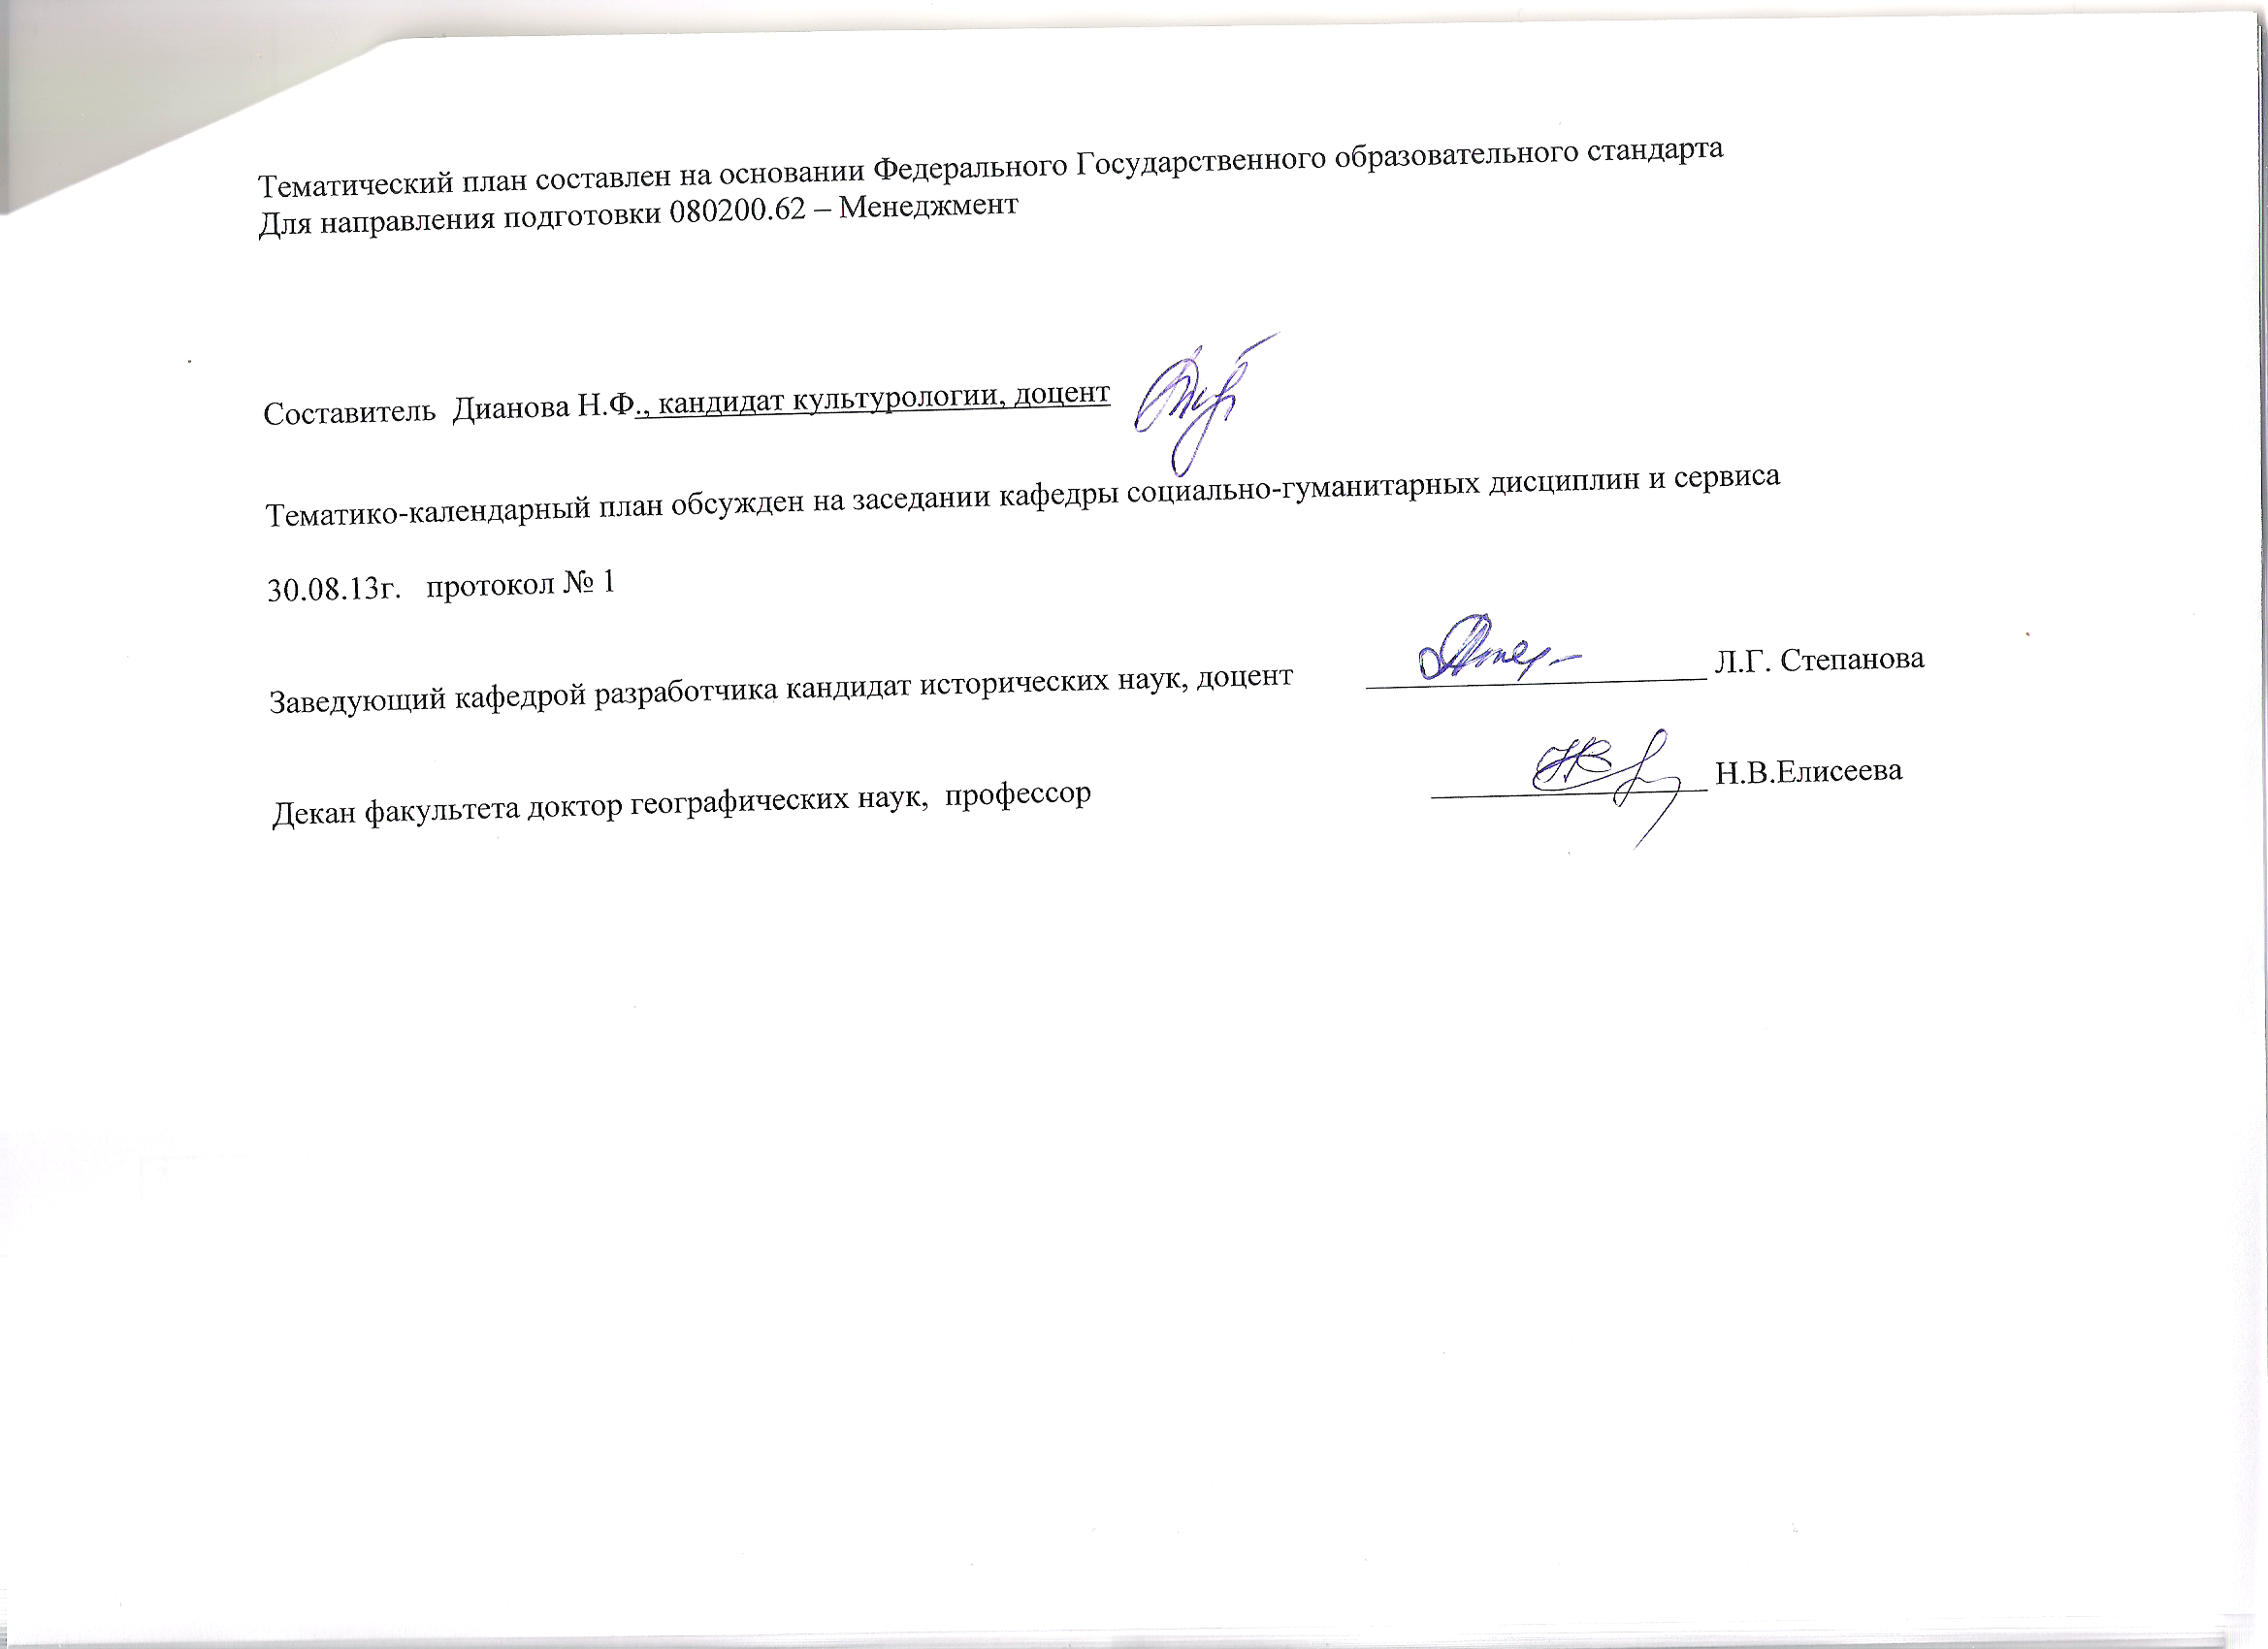 Тематический план составлен на основании Федерального Государственного образовательного стандарта
Для направления подготовки 080200.62 – Менеджмент
Составитель  Дианова Н.Ф., кандидат культурологии, доцент
Тематико-календарный план обсужден на заседании кафедры социально-гуманитарных дисциплин и сервиса
30.08.13г.   протокол № 1
Заведующий кафедрой разработчика кандидат исторических наук, доцент ____________________ Л.Г. Степанова
Декан факультета доктор географических наук,  профессор ________________ Н.В.Елисеева